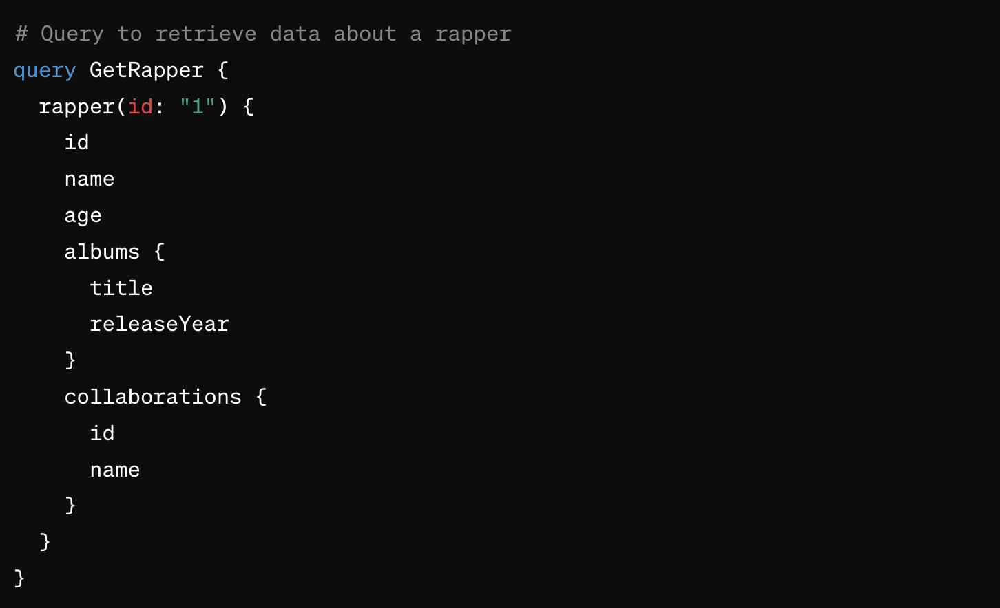 # Query to retrieve data about a rapper
query GetRapper {
  rapper(id: "1") {
    id
    name
    age
    albums {
      title
      releaseYear
    }
    collaborations {
      id
      name
    }
  }
}